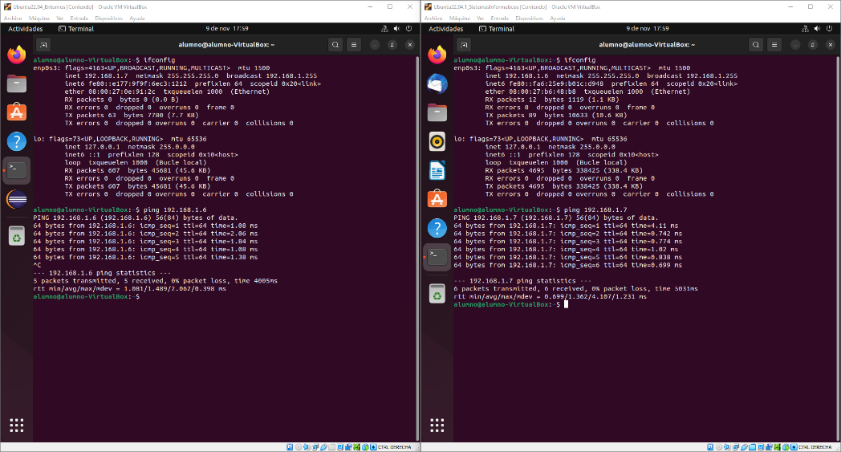 Ubuntu22.04_Entornos [Corriendo] - Oracle VM VirtualBox
Archivo Máquina Ver Entrada Dispositivos Ayuda
Actividades Terminal 9 de nov 17:59
alumno@alumno-VirtualBox: ~
alumno@alumno-VirtualBox:~$ ifconfig
enp0s3: flags=4163<UP,BROADCAST,RUNNING,MULTICAST> mtu 1500
inet 192.168.1.7 netmask 255.255.255.0 broadcast 192.168.1.255
inet6 fe80::e177:9f9f:6ec3:1212 prefixlen 64 scopeid 0x20<link>
ether 08:00:27:0e:91:2c txqueuelen 1000 (Ethernet)
RX packets 0 bytes 0 (0.0 B)
RX errors 0 dropped 0 overruns 0 frame 0
TX packets 63 bytes 7780 (7.7 KB)
TX errors 0 dropped 0 overruns 0 carrier 0 collisions 0
lo: flags=73<UP,LOOPBACK,RUNNING> mtu 65536
inet 127.0.0.1 netmask 255.0.0.0
inet6 ::1 prefixlen 128 scopeid 0x10<host>
loop txqueuelen 1000 (Bucle local)
RX packets 607 bytes 45681 (45.6 KB)
RX errors 0 dropped 0 overruns 0 frame 0
TX packets 607 bytes 45681 (45.6 KB)
TX errors 0 dropped 0 overruns 0 carrier 0 collisions 0
alumno@alumno-VirtualBox:~$ ping 192.168.1.6
PING 192.168.1.6 (192.168.1.6) 56(84) bytes of data.
64 bytes from 192.168.1.6: icmp_seq=1 ttl=64 time=1.08 ms
64 bytes from 192.168.1.6: icmp_seq=2 ttl=64 time=2.06 ms
64 bytes from 192.168.1.6: icmp_seq=3 ttl=64 time=1.84 ms
64 bytes from 192.168.1.6: icmp_seq=4 ttl=64 time=1.08 ms
64 bytes from 192.168.1.6: icmp_seq=5 ttl=64 time=1.38 ms
^C
--- 192.168.1.6 ping statistics ---
5 packets transmitted, 5 received, 0% packet loss, time 4005ms
rtt min/avg/max/mdev = 1.081/1.489/2.062/0.398 ms
alumno@alumno-VirtualBox:~$
CTRL DERECHA
Ubuntu22.04.1_SistemasInformaticos [Corriendo] - Oracle VM VirtualBox
Archivo Máquina Ver Entrada Dispositivos Ayuda
Actividades Terminal 9 de nov 17:59
alumno@alumno-VirtualBox: ~
alumno@alumno-VirtualBox:~$ ifconfig
enp0s3: flags=4163<UP,BROADCAST,RUNNING,MULTICAST> mtu 1500
inet 192.168.1.6 netmask 255.255.255.0 broadcast 192.168.1.255
inet6 fe80::fa6:25e9:b01c:d948 prefixlen 64 scopeid 0x20<link>
ether 08:00:27:b6:48:b8 txqueuelen 1000 (Ethernet)
RX packets 12 bytes 1119 (1.1 KB)
RX errors 0 dropped 0 overruns 0 frame 0
TX packets 89 bytes 10633 (10.6 KB)
TX errors 0 dropped 0 overruns 0 carrier 0 collisions 0
lo: flags=73<UP,LOOPBACK,RUNNING> mtu 65536
inet 127.0.0.1 netmask 255.0.0.0
inet6 ::1 prefixlen 128 scopeid 0x10<host>
loop txqueuelen 1000 (Bucle local)
RX packets 4695 bytes 338425 (338.4 KB)
RX errors 0 dropped 0 overruns 0 frame 0
TX packets 4695 bytes 338425 (338.4 KB)
TX errors 0 dropped 0 overruns 0 carrier 0 collisions 0
alumno@alumno-VirtualBox:~$ ping 192.168.1.7
PING 192.168.1.7 (192.168.1.7) 56(84) bytes of data.
64 bytes from 192.168.1.7: icmp_seq=1 ttl=64 time=4.11 ms
64 bytes from 192.168.1.7: icmp_seq=2 ttl=64 time=0.742 ms
64 bytes from 192.168.1.7: icmp_seq=3 ttl=64 time=0.774 ms
64 bytes from 192.168.1.7: icmp_seq=4 ttl=64 time=1.02 ms
64 bytes from 192.168.1.7: icmp_seq=5 ttl=64 time=0.838 ms
64 bytes from 192.168.1.7: icmp_seq=6 ttl=64 time=0.699 ms
--- 192.168.1.7 ping statistics ---
6 packets transmitted, 6 received, 0% packet loss, time 5031ms
rtt min/avg/max/mdev = 0.699/1.362/4.107/1.231 ms
alumno@alumno-VirtualBox:~$
CTRL DERECHA